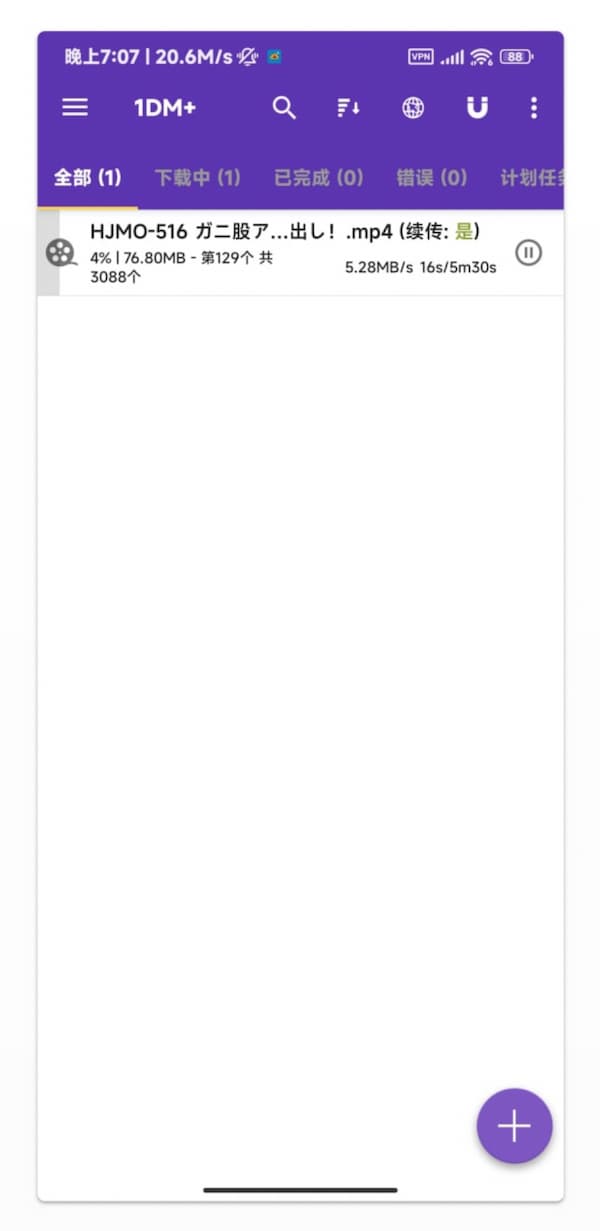 晚上7:07 | 20.6M/s VPN 88
1DM+
全部 (1) 下载中 (1) 已完成 (0) 错误 (0) 计划任务
HJMO-516 ガニ股ア...出し！.mp4 (续传: 是)
4% | 76.80MB - 第129个 共
3088个
5.28MB/s 16s/5m30s